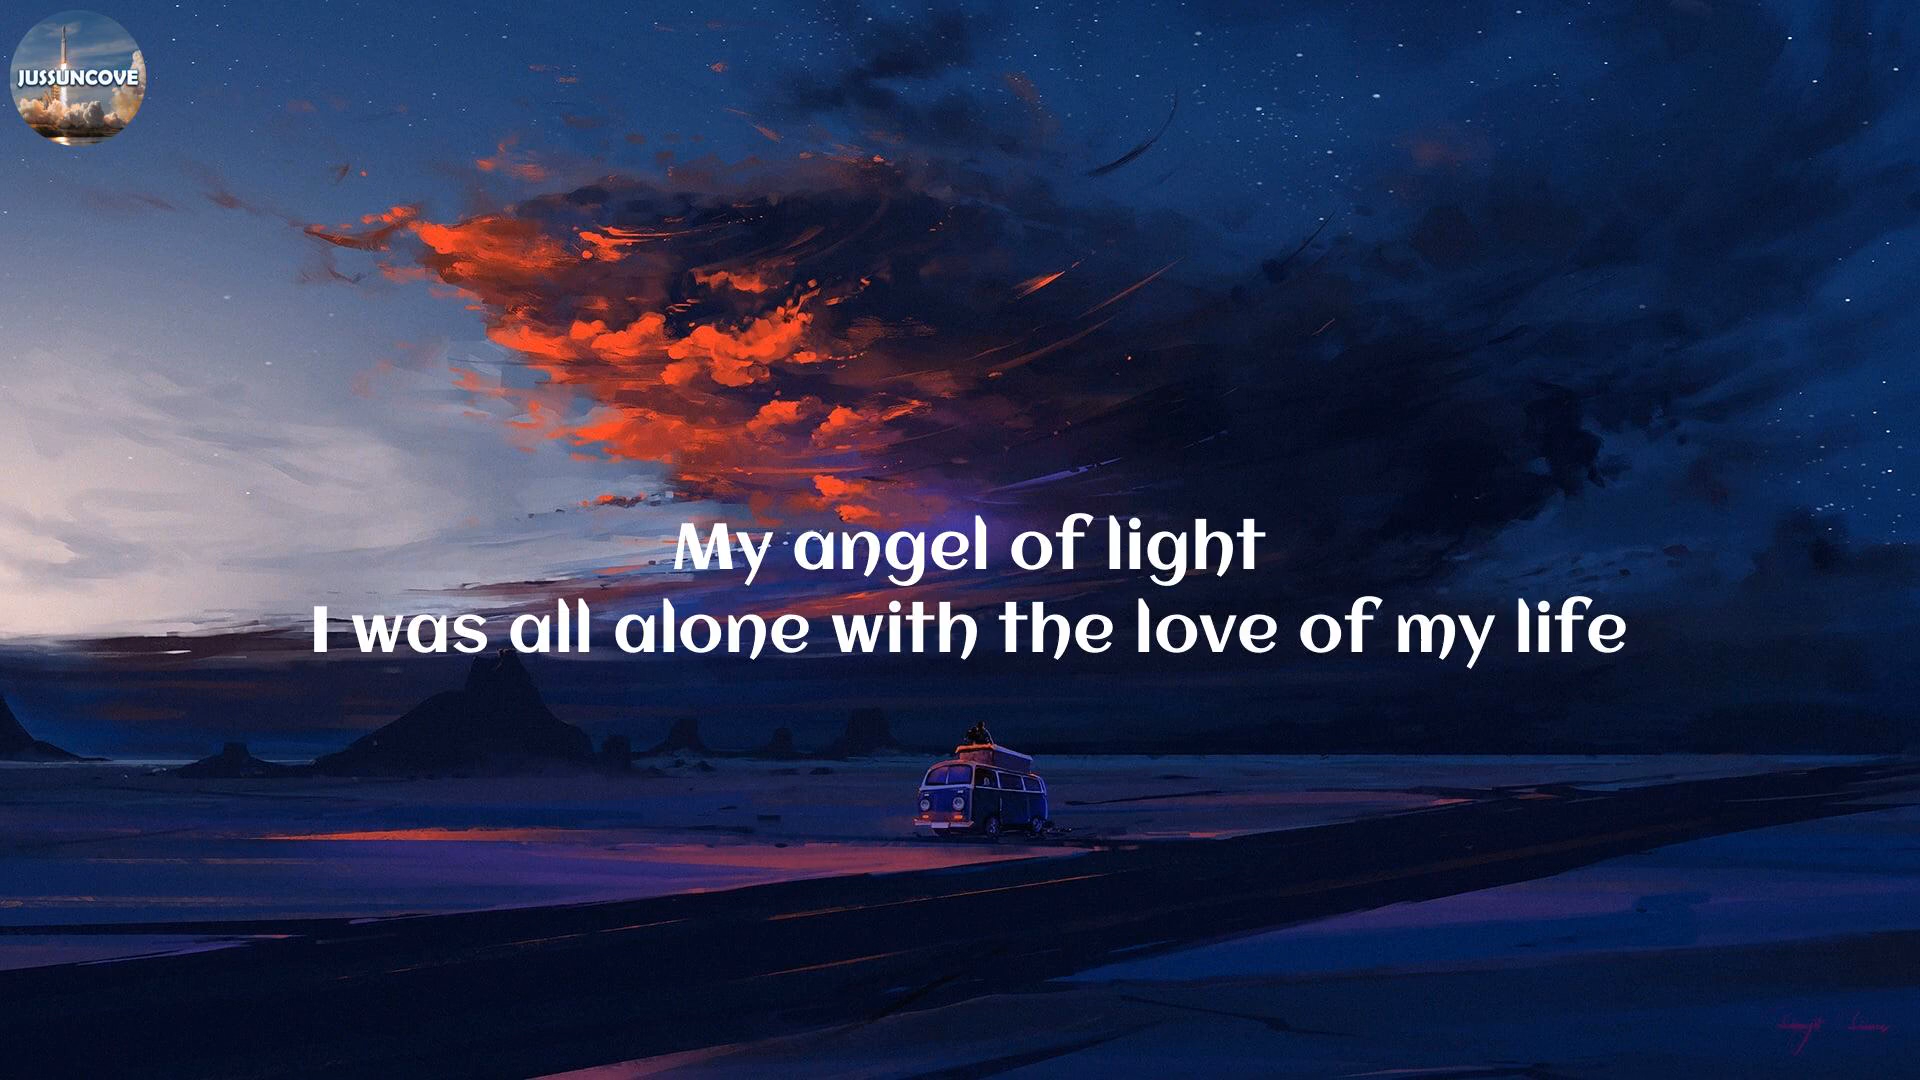 JUSSUNCOVE
My angel of light
I was all alone with the love of my life